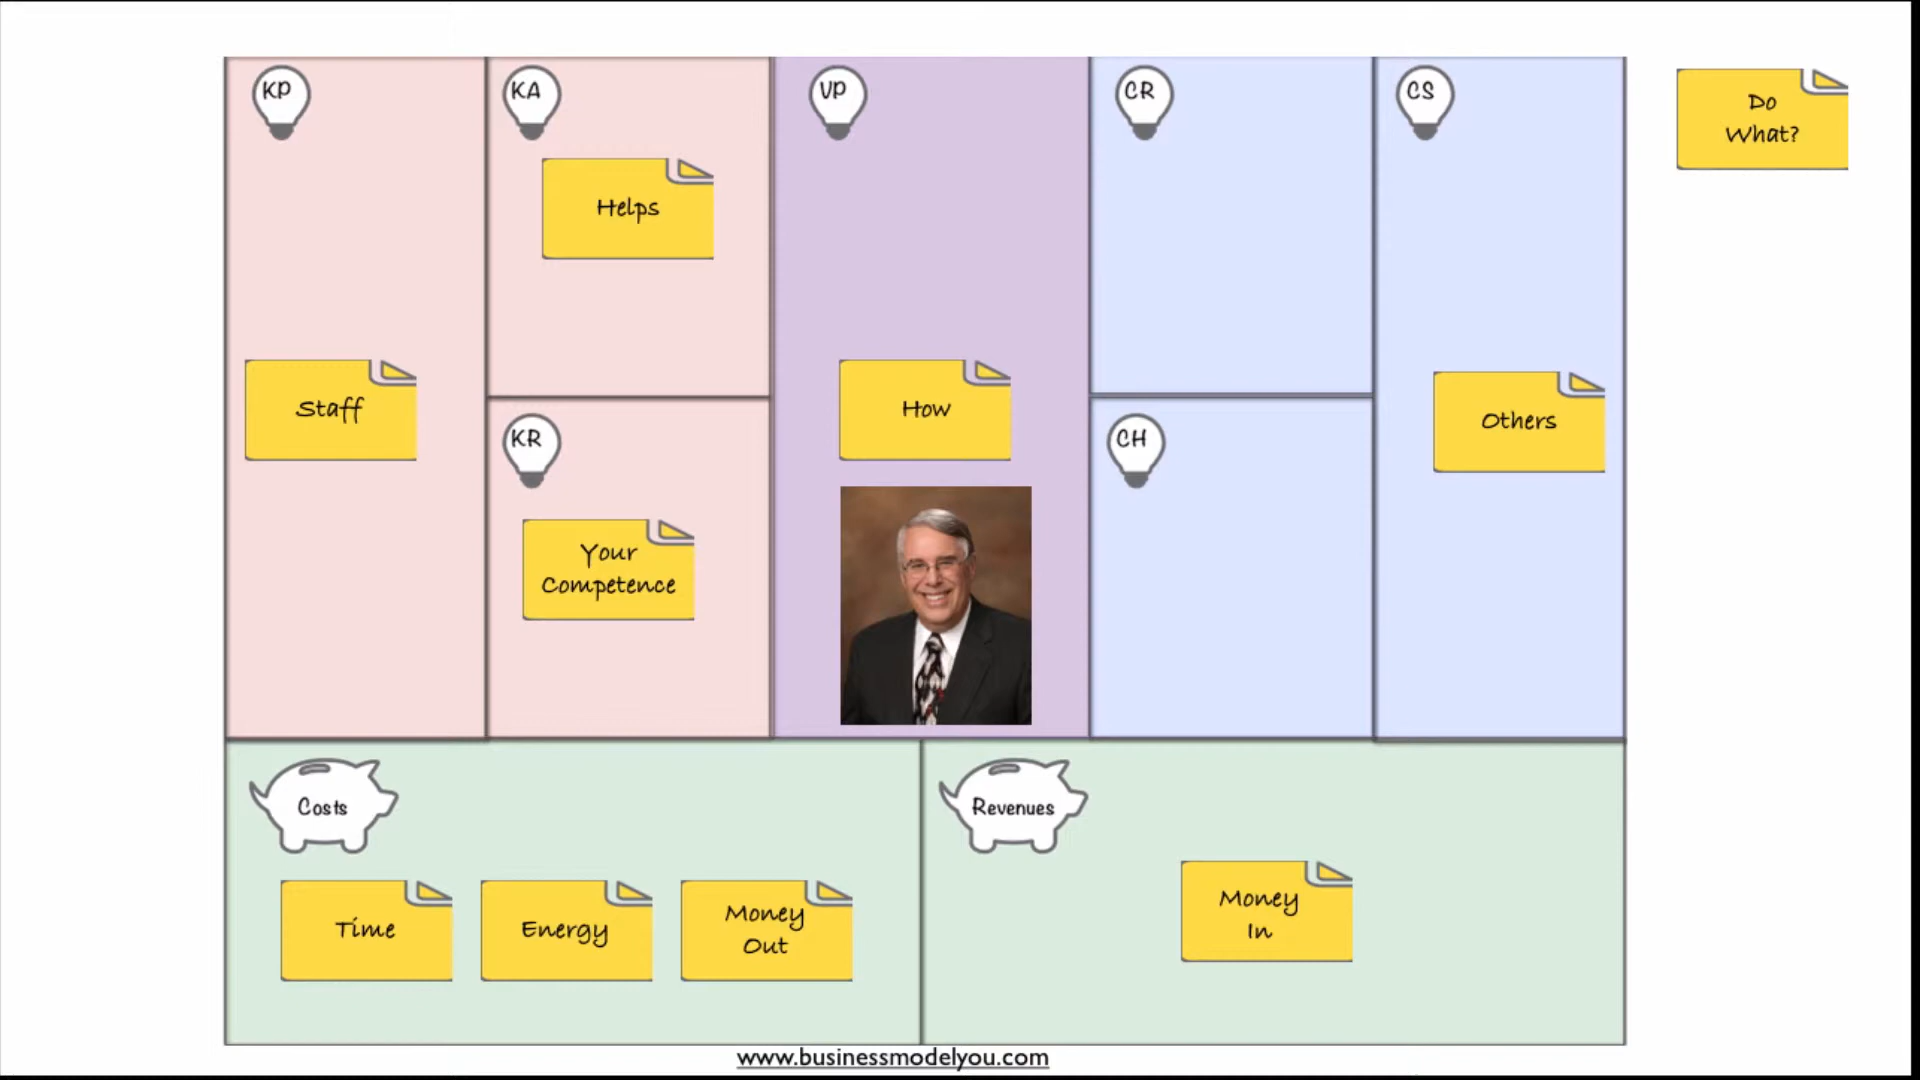 KP
KA
VP
CR
CS
Do
What?
Helps
Staff
How
Others
KR
CH
Your
Competence
Costs
Revenues
Time
Energy
Money
Out
Money
In
www.businessmodelyou.com